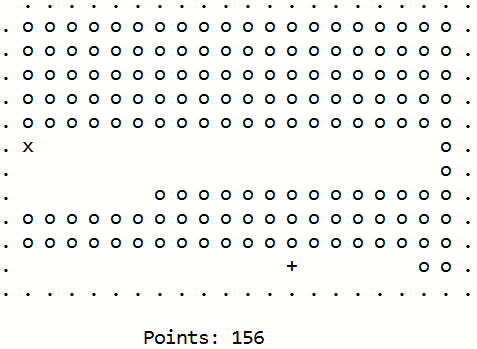 . . . . . . . . . . . . . . . . . . . . .
. o o o o o o o o o o o o o o o o o o o o .
. o o o o o o o o o o o o o o o o o o o o .
. o o o o o o o o o o o o o o o o o o o o .
. o o o o o o o o o o o o o o o o o o o o .
. o o o o o o o o o o o o o o o o o o o o .
. x                                     o .
.                                       o .
.             o o o o o o o o o o o o o o .
. o o o o o o o o o o o o o o o o o o o o .
. o o o o o o o o o o o o o o o o o o o o .
.                         +           o o .
. . . . . . . . . . . . . . . . . . . . . .
             Points: 156